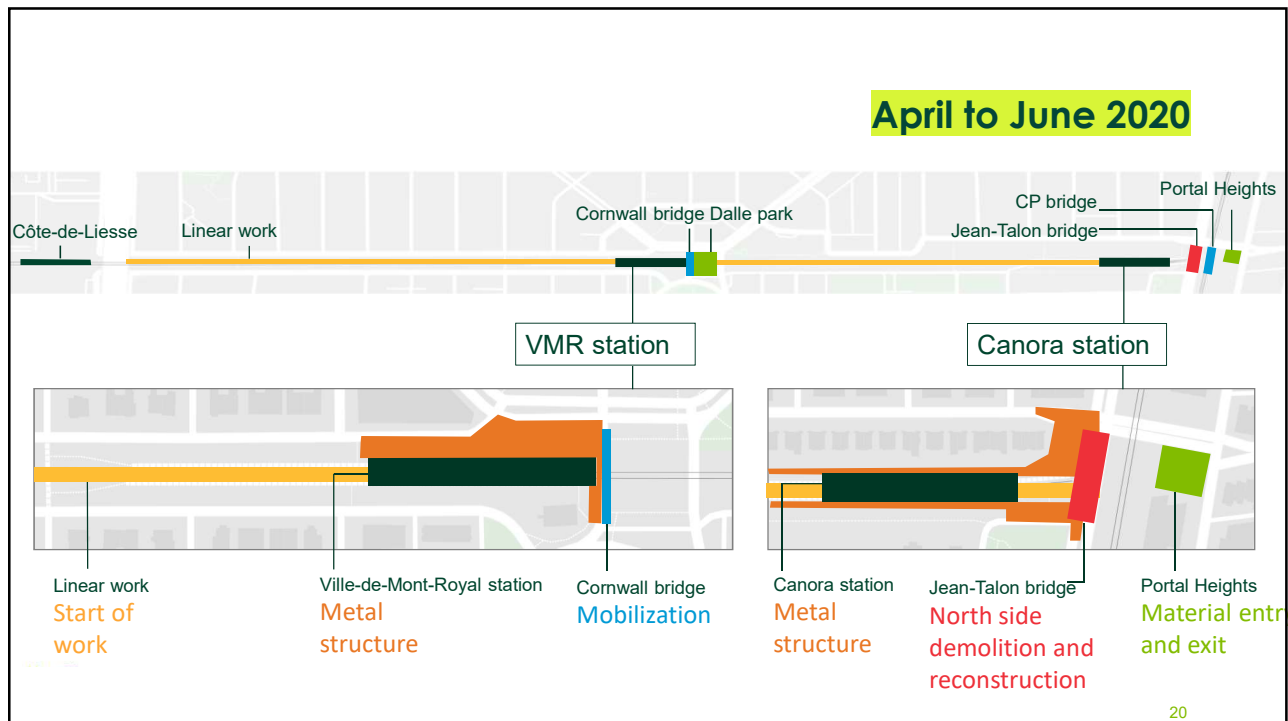 April to June 2020
Portal Heights
CP bridge
Cornwall bridge Dalle park
Jean-Talon bridge
Côte-de-Liesse
Linear work
VMR station
Canora station
Linear work
Start of
work
Ville-de-Mont-Royal station
Metal
structure
Cornwall bridge
Mobilization
Canora station
Metal
structure
Jean-Talon bridge
North side
demolition and
reconstruction
Portal Heights
Material entr
and exit
20